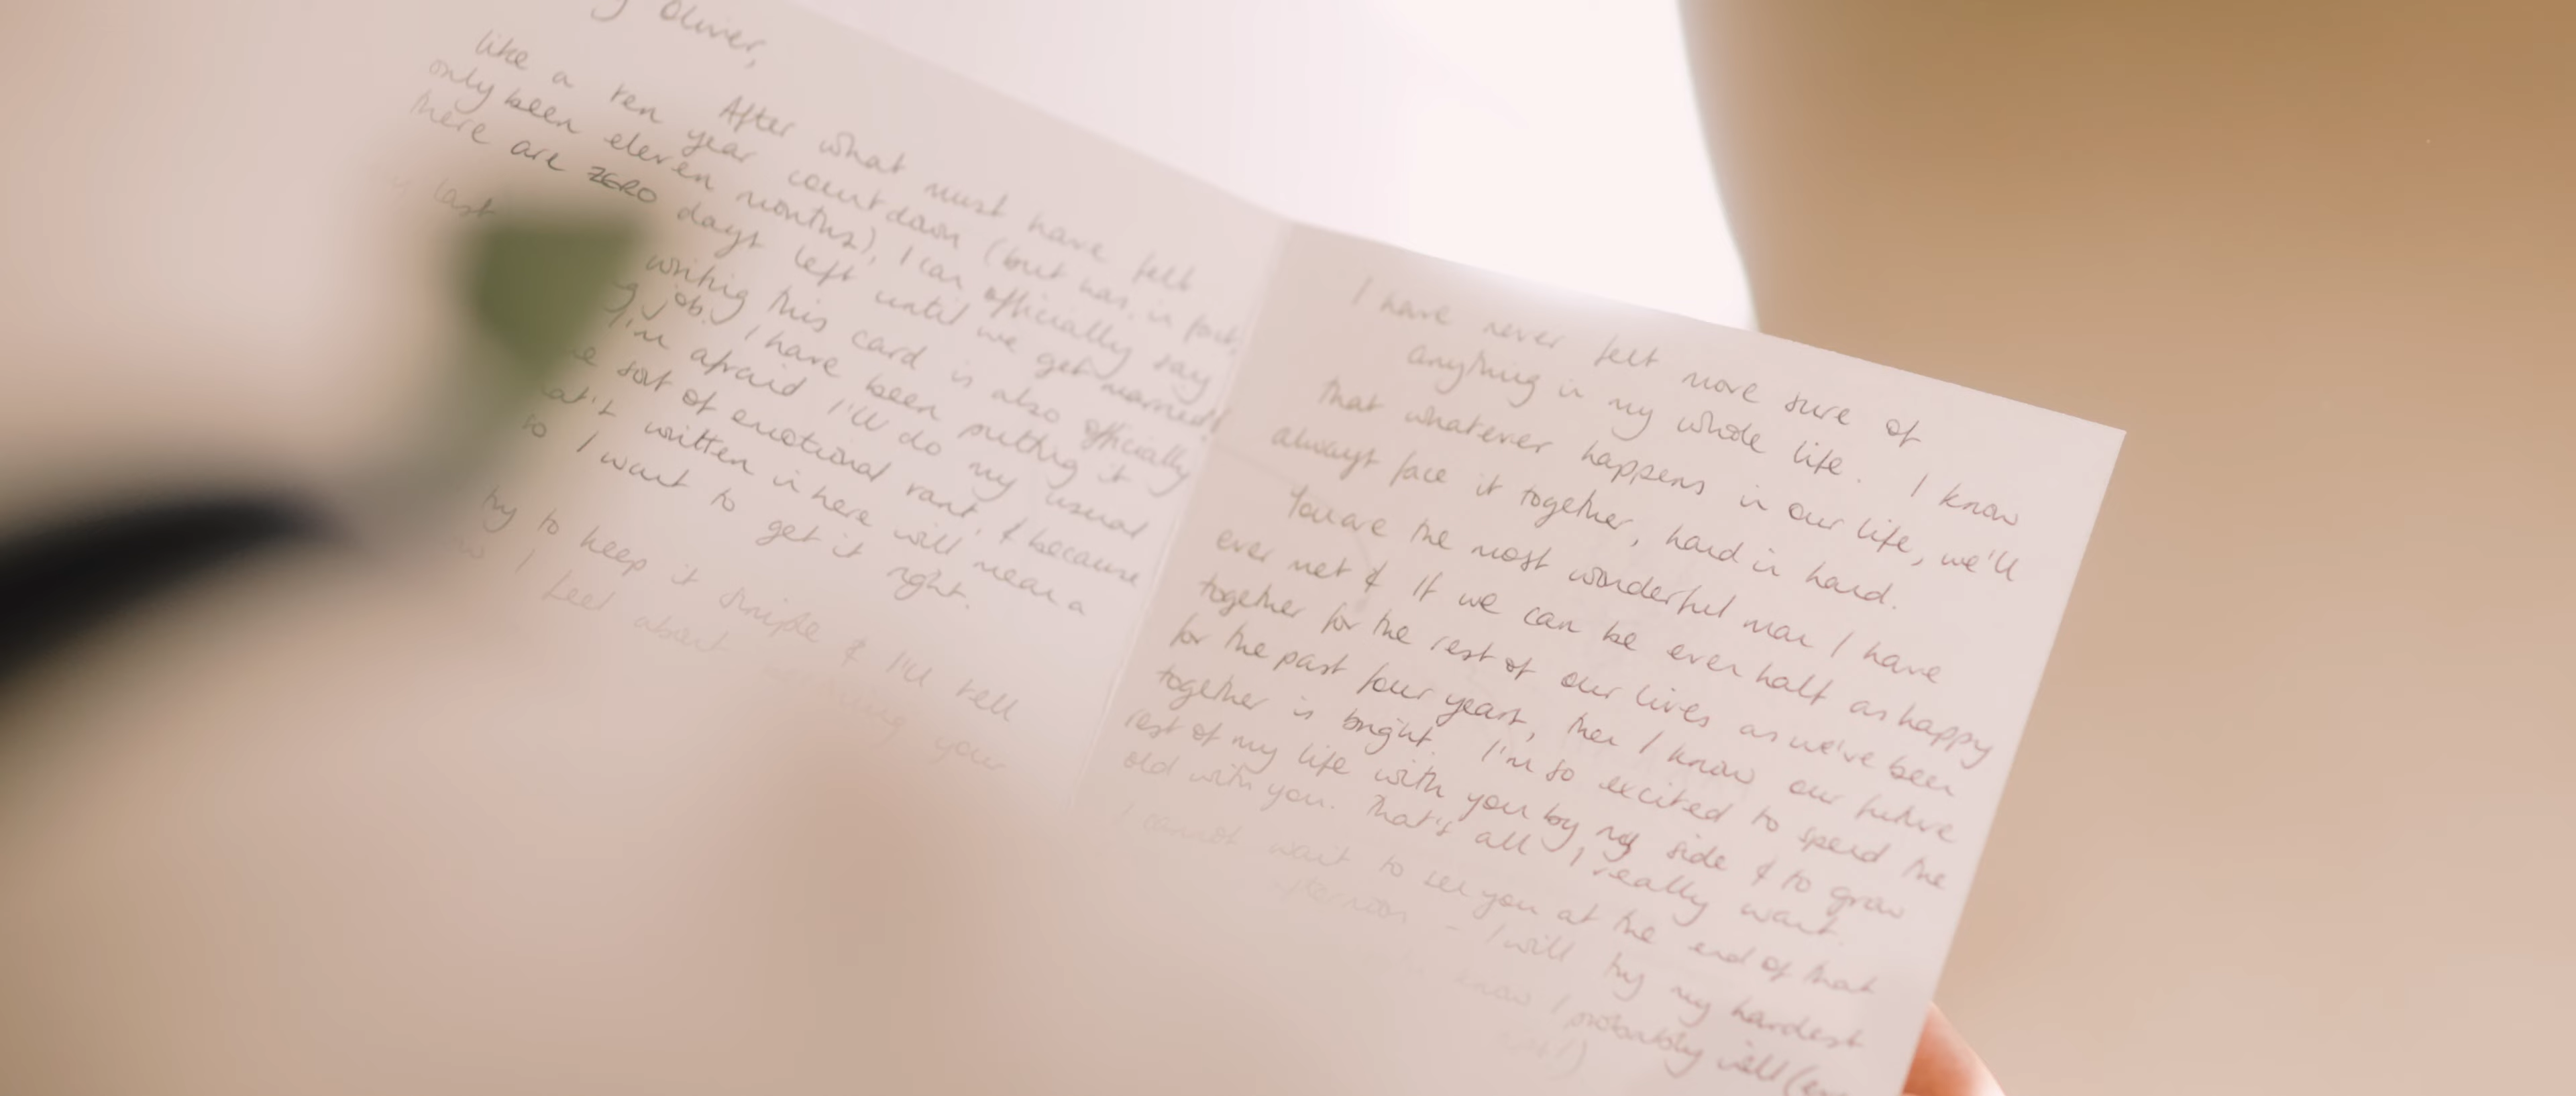 Oliver,
After what must have felt
like a ten year countdown (but has, in fact,
only been eleven months), I can officially say
there are ZERO days left until we get married!
writing this card is also officially
last job. I have been putting it
I'm afraid I'll do my usual
sort of emotional rant, & because
written in here will mean a
so I want to get it right.
try to keep it simple & I'll tell
I feel about your
I have never felt more sure of
anything in my whole life. I know
that whatever happens in our life, we'll
always face it together, hand in hand.
You are the most wonderful man I have
ever met & If we can be even half as happy
together for the rest of our lives as we've been
for the past four years, then I know our future
together is bright. I'm so excited to spend the
rest of my life with you by my side & to grow
old with you. That's all I really want.
I cannot wait to see you at the end of that
- I will try my hardest
know I probably will